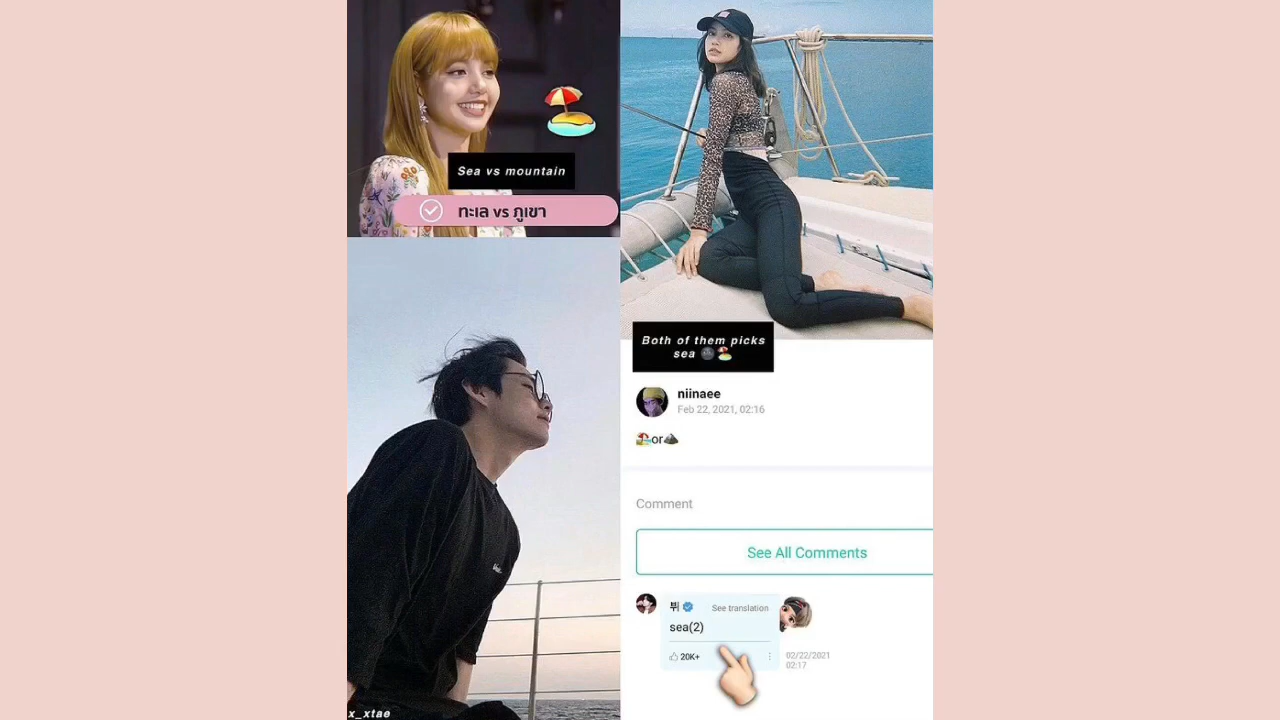 Sea vs mountain
ทะเล vs ภูเขา
Both of them picks
sea
niinaee
Feb 22, 2021, 02:16
or
Comment
See All Comments
뷔
See translation
sea(2)
20K+
02/22/2021
02:17
x_xtae